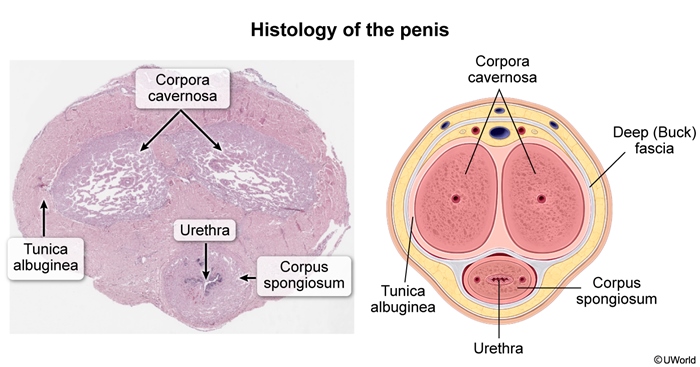 Histology of the penis
Corpora
cavernosa
Urethra
Tunica
albuginea
Corpus
spongiosum
Corpora
cavernosa
Deep (Buck)
fascia
Tunica
albuginea
Corpus
spongiosum
Urethra
©UWorld